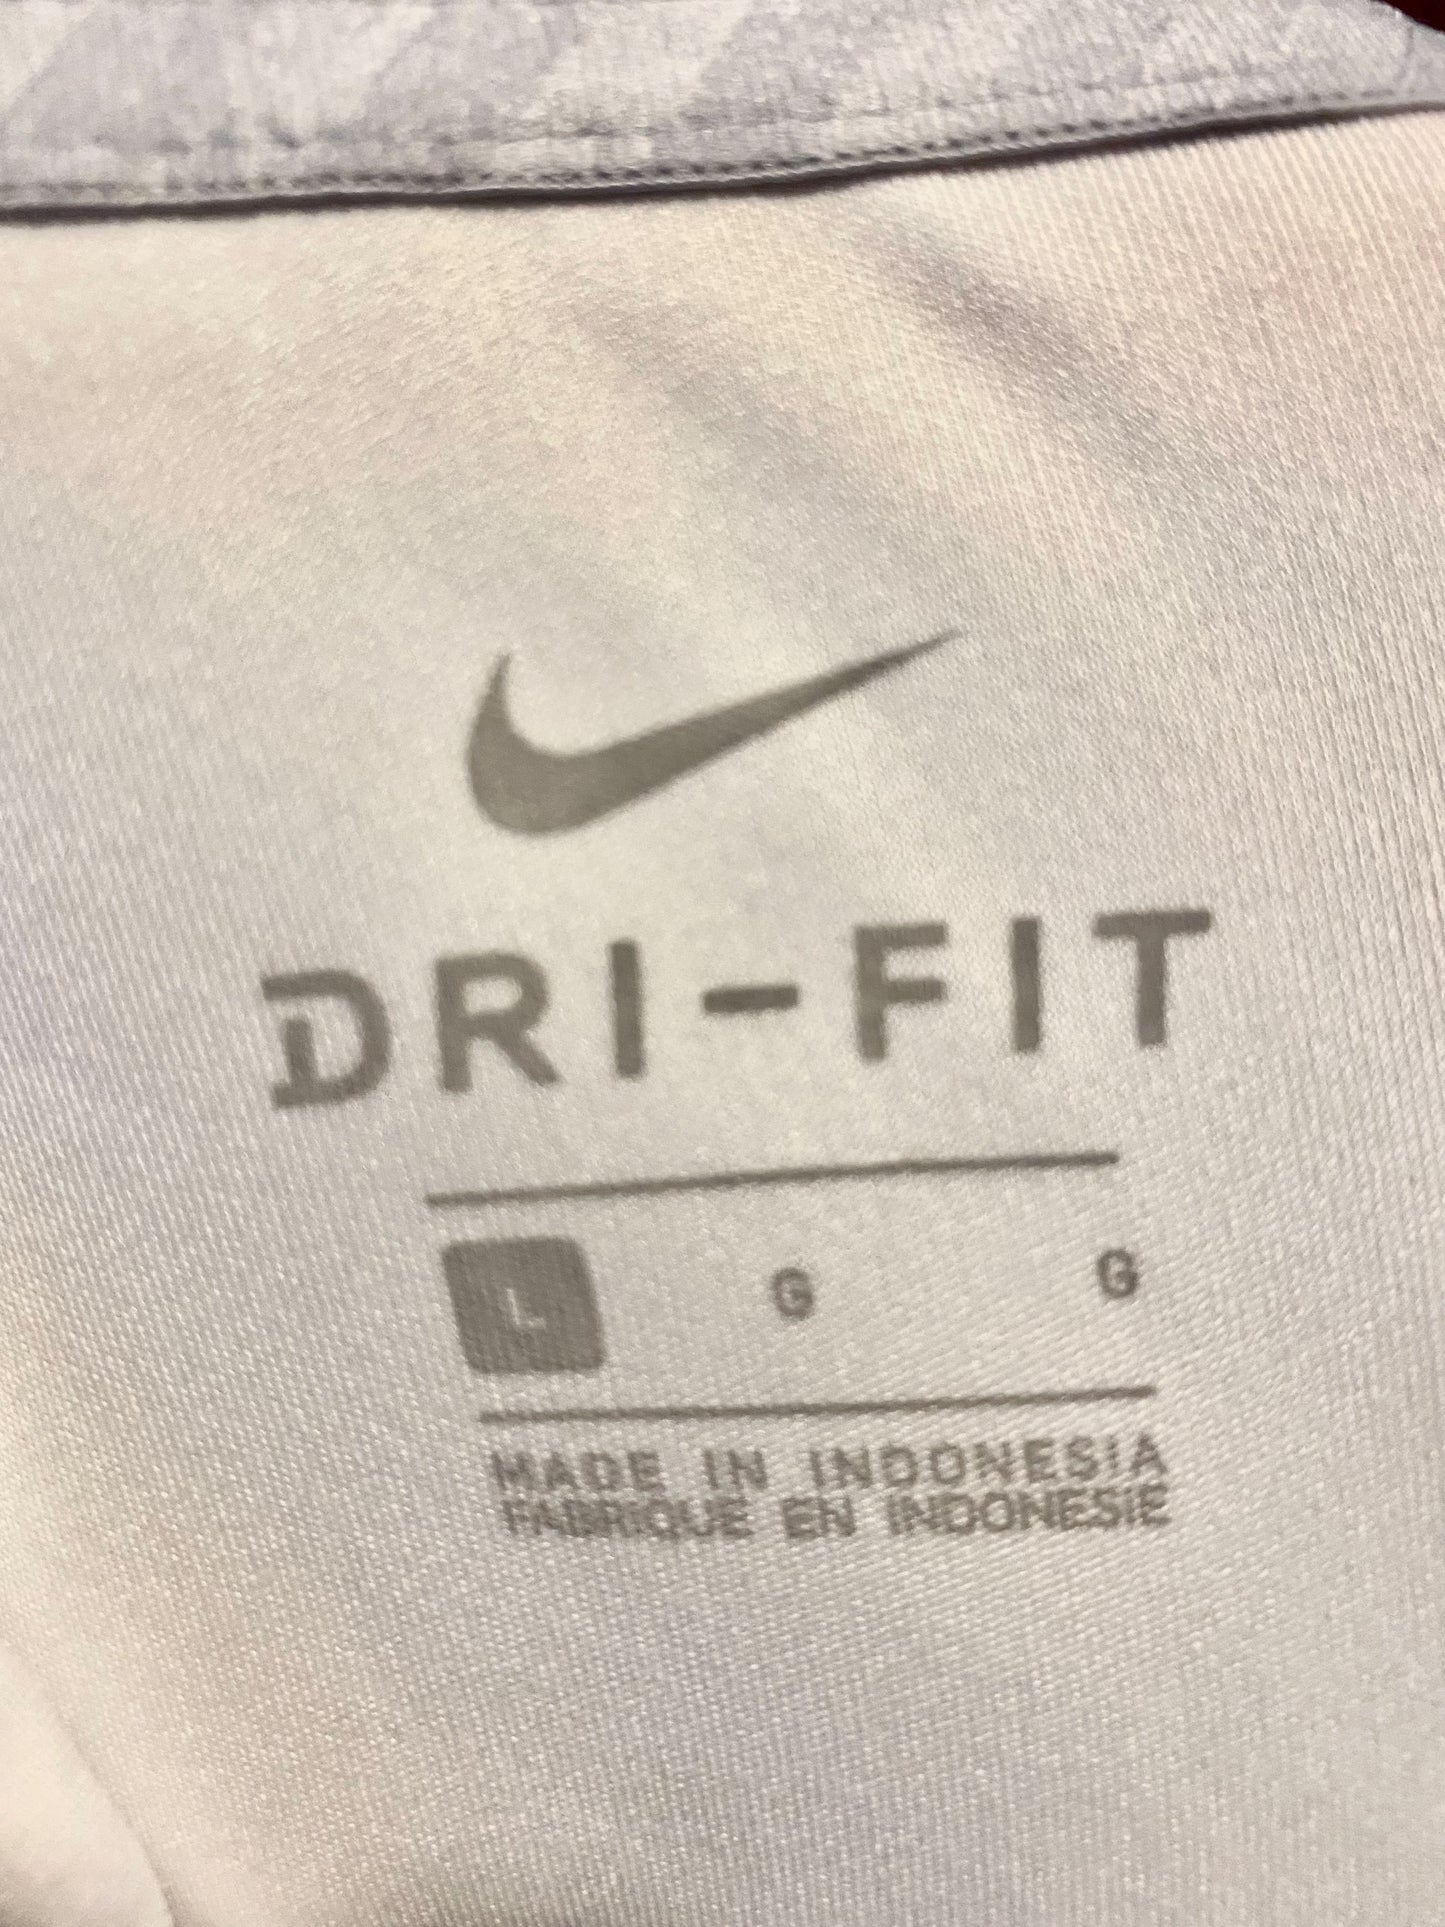 DRI-FIT
L G G
MADE IN INDONESIA
FABRIQUE EN INDONESIE